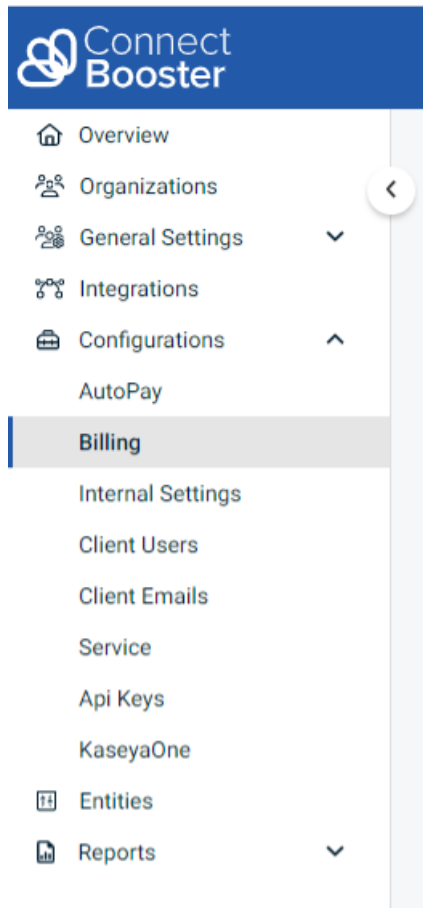 Connect
Booster
Overview
Organizations
General Settings
Integrations
Configurations
AutoPay
Billing
Internal Settings
Client Users
Client Emails
Service
Api Keys
KaseyaOne
Entities
Reports